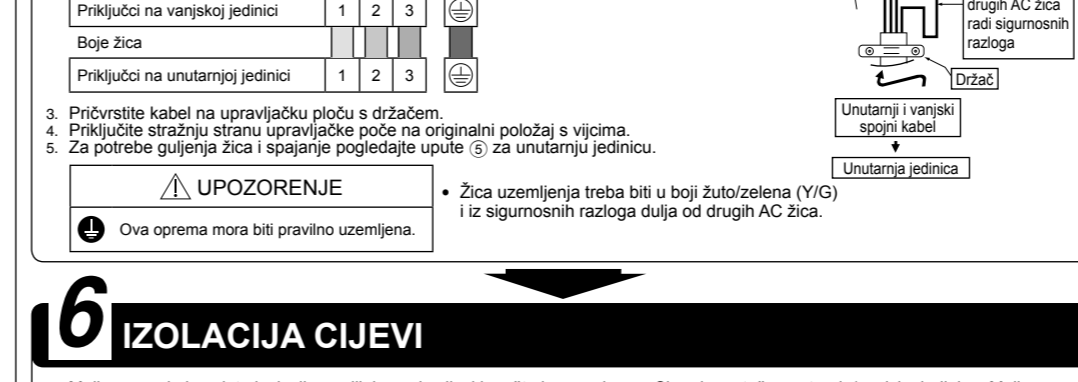 Priključci na vanjskoj jedinici 1 2 3
Boje žica
Priključci na unutarnjoj jedinici 1 2 3
drugih AC žica
radi sigurnosnih
razloga
Držač
Unutarnji i vanjski
spojni kabel
Unutarnja jedinica
3. Pričvrstite kabel na upravljačku ploču s držačem.
4. Priključite stražnju stranu upravljačke poče na originalni položaj s vijcima.
5. Za potrebe guljenja žica i spajanje pogledajte upute ⑤ za unutarnju jedinicu.
UPOZORENJE
Ova oprema mora biti pravilno uzemljena.
• Žica uzemljenja treba biti u boji žuto/zelena (Y/G)
i iz sigurnosnih razloga dulja od drugih AC žica.
6 IZOLACIJA CIJEVI